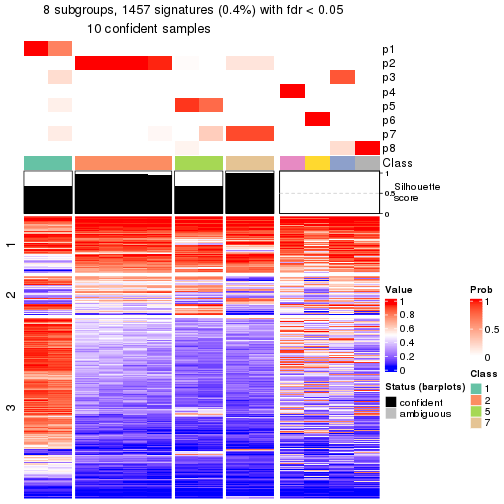 8 subgroups, 1457 signatures (0.4%) with fdr < 0.05
10 confident samples
p1
p2
p3
p4
p5
p6
p7
p8
Class
1
0.5
0
Silhouette
score
1
2
3
Value
1
0.8
0.6
0.4
0.2
0
Status (barplots)
confident
ambiguous
Prob
1
0.5
0
Class
1
2
5
7